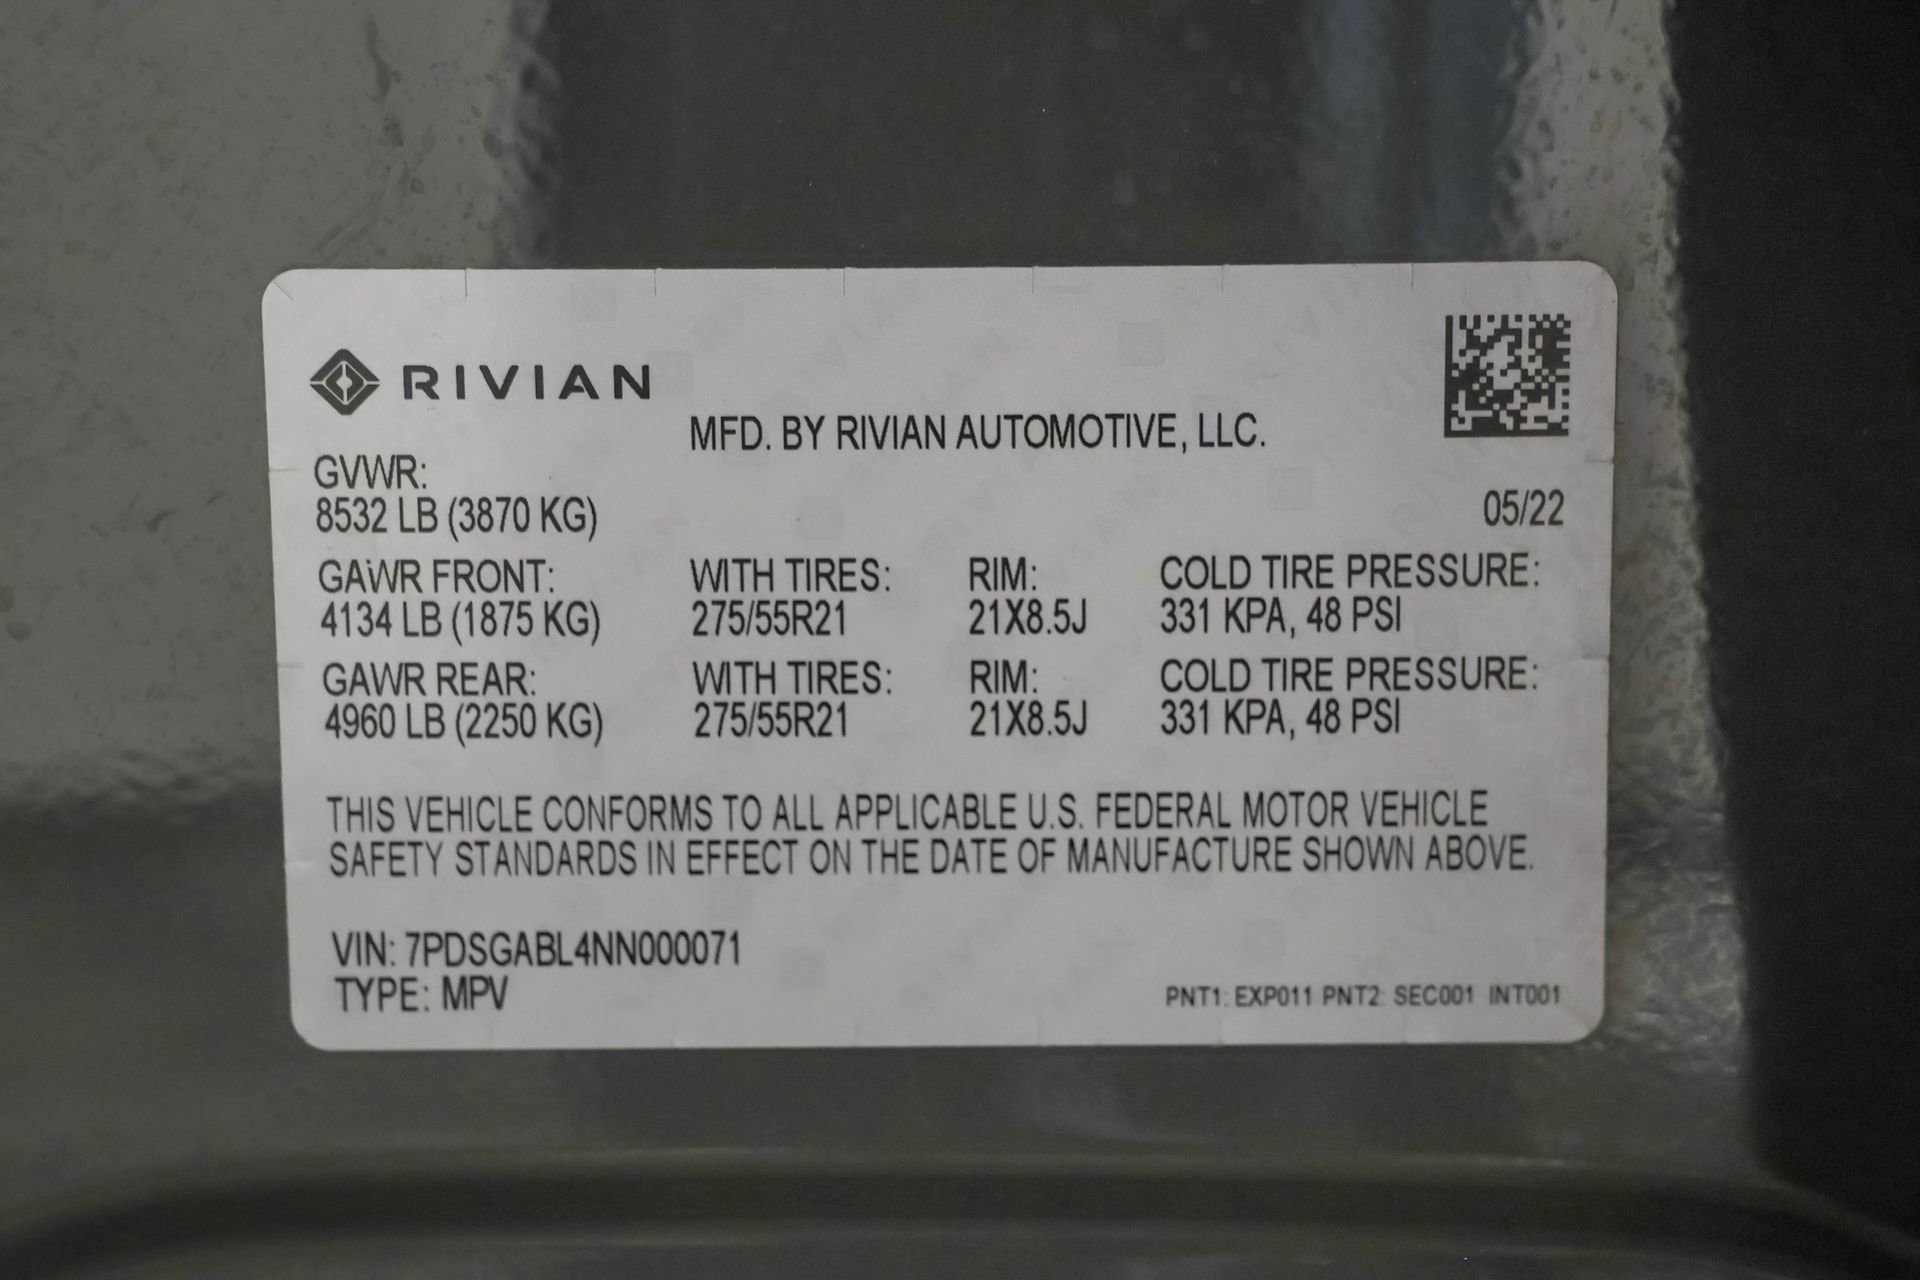 RIVIAN
MFD. BY RIVIAN AUTOMOTIVE, LLC.
GVWR:
8532 LB (3870 KG)
05/22
GAWR FRONT: WITH TIRES: RIM: COLD TIRE PRESSURE:
4134 LB (1875 KG) 275/55R21 21X8.5J 331 KPA, 48 PSI
GAWR REAR: WITH TIRES: RIM: COLD TIRE PRESSURE:
4960 LB (2250 KG) 275/55R21 21X8.5J 331 KPA, 48 PSI
THIS VEHICLE CONFORMS TO ALL APPLICABLE U.S. FEDERAL MOTOR VEHICLE
SAFETY STANDARDS IN EFFECT ON THE DATE OF MANUFACTURE SHOWN ABOVE.
VIN: 7PDSGABL4NN000071
TYPE: MPV
PNT1: EXP011 PNT2: SEC001 INT001